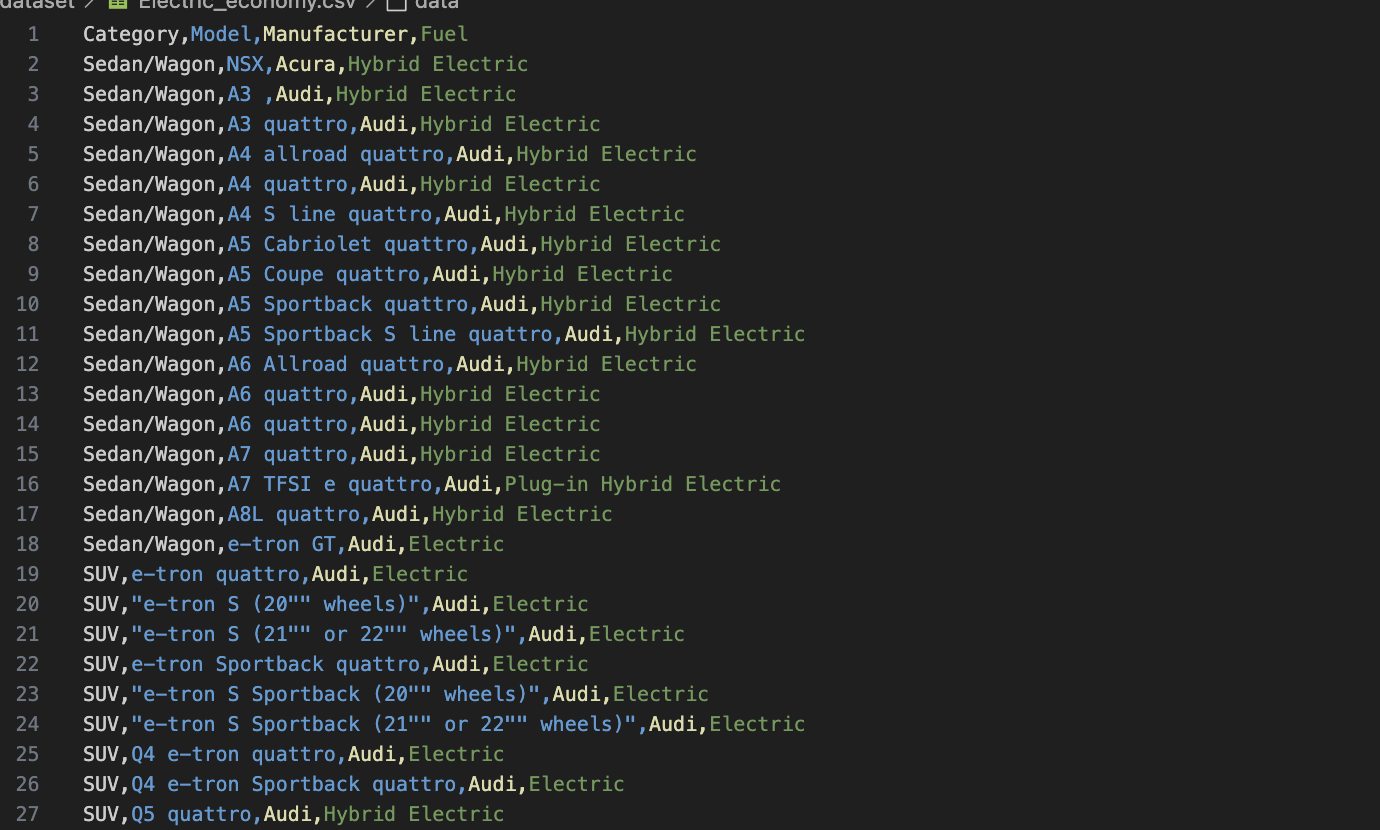 dataset > Electric_economy.csv > data
1 Category,Model,Manufacturer,Fuel
2 Sedan/Wagon,NSX,Acura,Hybrid Electric
3 Sedan/Wagon,A3 ,Audi,Hybrid Electric
4 Sedan/Wagon,A3 quattro,Audi,Hybrid Electric
5 Sedan/Wagon,A4 allroad quattro,Audi,Hybrid Electric
6 Sedan/Wagon,A4 quattro,Audi,Hybrid Electric
7 Sedan/Wagon,A4 S line quattro,Audi,Hybrid Electric
8 Sedan/Wagon,A5 Cabriolet quattro,Audi,Hybrid Electric
9 Sedan/Wagon,A5 Coupe quattro,Audi,Hybrid Electric
10 Sedan/Wagon,A5 Sportback quattro,Audi,Hybrid Electric
11 Sedan/Wagon,A5 Sportback S line quattro,Audi,Hybrid Electric
12 Sedan/Wagon,A6 Allroad quattro,Audi,Hybrid Electric
13 Sedan/Wagon,A6 quattro,Audi,Hybrid Electric
14 Sedan/Wagon,A6 quattro,Audi,Hybrid Electric
15 Sedan/Wagon,A7 quattro,Audi,Hybrid Electric
16 Sedan/Wagon,A7 TFSI e quattro,Audi,Plug-in Hybrid Electric
17 Sedan/Wagon,A8L quattro,Audi,Hybrid Electric
18 Sedan/Wagon,e-tron GT,Audi,Electric
19 SUV,e-tron quattro,Audi,Electric
20 SUV,"e-tron S (20"" wheels)",Audi,Electric
21 SUV,"e-tron S (21"" or 22"" wheels)",Audi,Electric
22 SUV,e-tron Sportback quattro,Audi,Electric
23 SUV,"e-tron S Sportback (20"" wheels)",Audi,Electric
24 SUV,"e-tron S Sportback (21"" or 22"" wheels)",Audi,Electric
25 SUV,Q4 e-tron quattro,Audi,Electric
26 SUV,Q4 e-tron Sportback quattro,Audi,Electric
27 SUV,Q5 quattro,Audi,Hybrid Electric